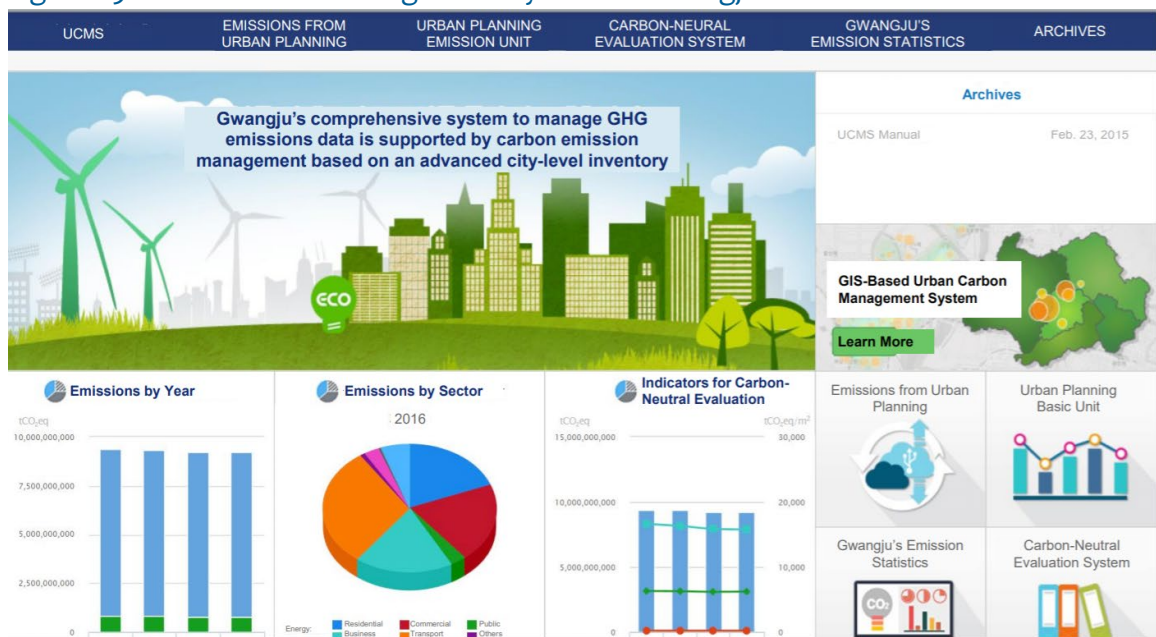 UCMS
EMISSIONS FROM
URBAN PLANNING
URBAN PLANNING
EMISSION UNIT
CARBON-NEURAL
EVALUATION SYSTEM
GWANGJU'S
EMISSION STATISTICS
ARCHIVES
Gwangju's comprehensive system to manage GHG
emissions data is supported by carbon emission
management based on an advanced city-level inventory
ECO
Archives
UCMS Manual Feb. 23, 2015
GIS-Based Urban Carbon
Management System
Learn More
Emissions by Year
tCO₂eq
10,000,000,000
7,500,000,000
5,000,000,000
2,500,000,000
0
Emissions by Sector
2016
Energy:
Residential
Commercial
Public
Business
Transport
Others
Indicators for Carbon-
Neutral Evaluation
tCO₂eq
tCO₂eq/m²
15,000,000,000
30,000
10,000,000,000
20,000
5,000,000,000
10,000
0
0
Emissions from Urban
Planning
Urban Planning
Basic Unit
Gwangju's Emission
Statistics
CO₂
Carbon-Neutral
Evaluation System